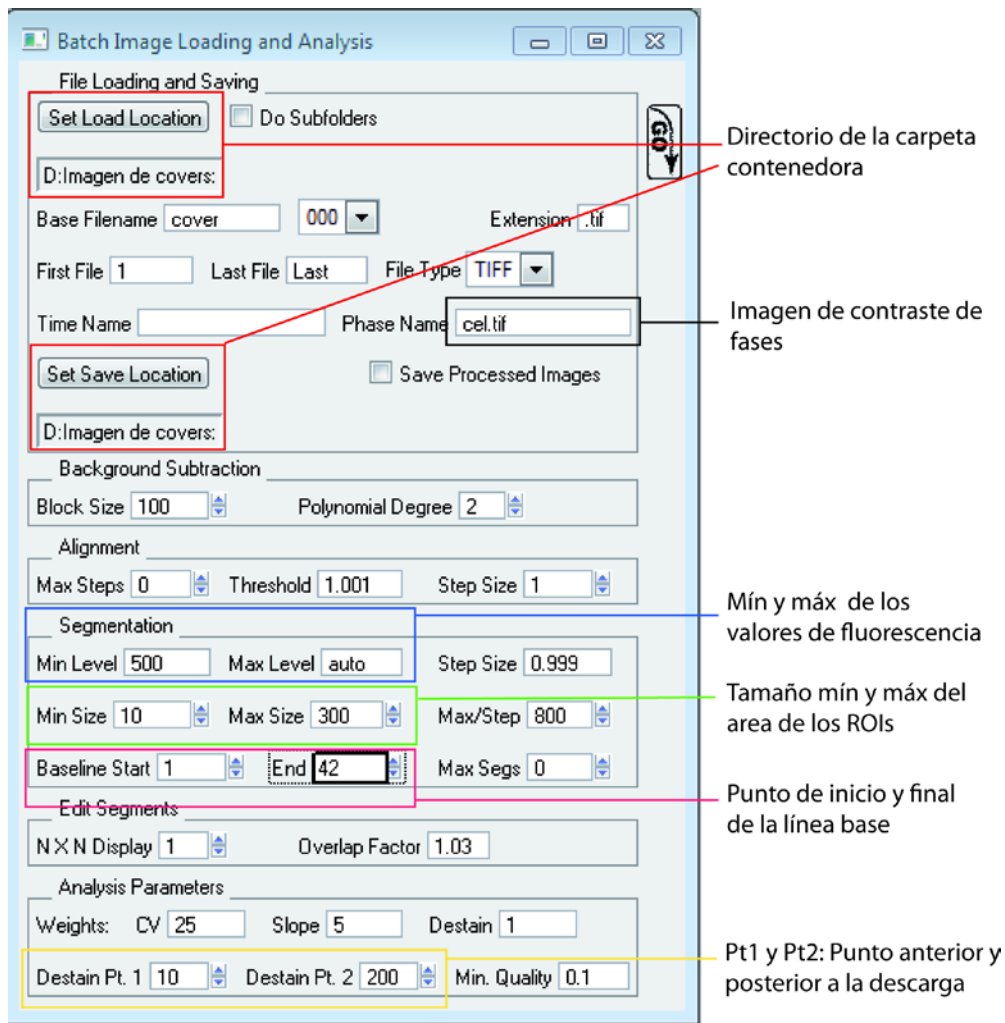 Batch Image Loading and Analysis
File Loading and Saving
Set Load Location Do Subfolders
GO
D:Imagen de covers:
Directorio de la carpeta
contenedora
Base Filename cover 000 Extension .tif
First File 1 Last File Last File Type TIFF
Time Name Phase Name cel.tif
Imagen de contraste de
fases
Set Save Location Save Processed Images
D:Imagen de covers:
Background Subtraction
Block Size 100 Polynomial Degree 2
Alignment
Max Steps 0 Threshold 1.001 Step Size 1
Segmentation
Min Level 500 Max Level auto Step Size 0.999
Mín y máx de los
valores de fluorescencia
Min Size 10 Max Size 300 Max/Step 800
Tamaño mín y máx del
area de los ROIs
Baseline Start 1 End 42 Max Segs 0
Punto de inicio y final
de la línea base
Edit Segments
N X N Display 1 Overlap Factor 1.03
Analysis Parameters
Weights: CV 25 Slope 5 Destain 1
Destain Pt. 1 10 Destain Pt. 2 200 Min. Quality 0.1
Pt1 y Pt2: Punto anterior y
posterior a la descarga